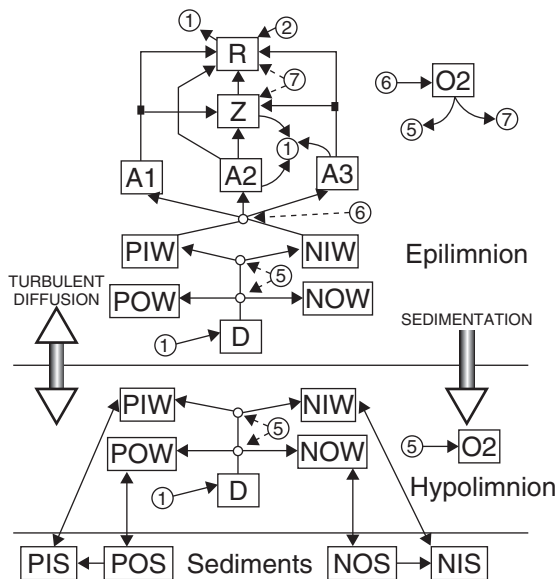 1 2
R
6 O2
7
Z
5 7
1
A1 A2 A3
6
PIW NIW
Epilimnion
5
TURBULENT
DIFFUSION
POW NOW
SEDIMENTATION
1 D
PIW NIW
5
5 O2
POW NOW
1 D
Hypolimnion
PIS POS Sediments NOS NIS